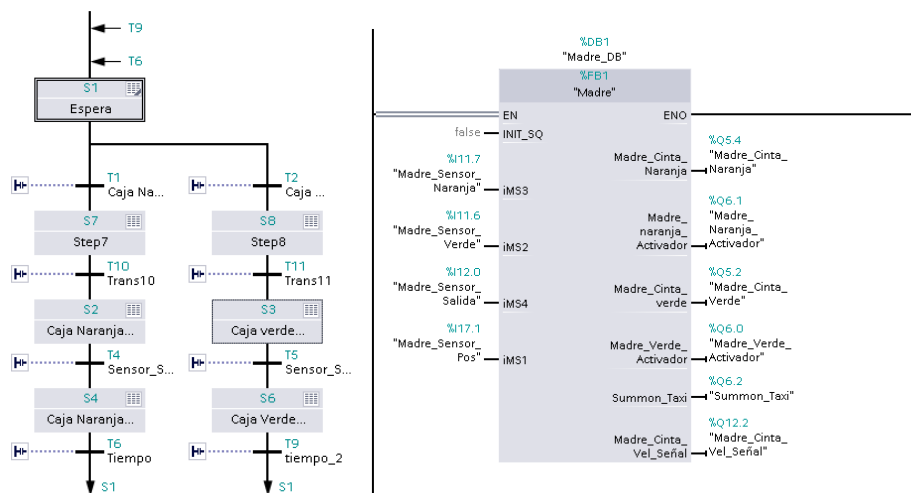 T9
T6
S1
Espera
T1
Caja Na...
T2
Caja ...
S7
Step7
S8
Step8
T10
Trans10
T11
Trans11
S2
Caja Naranja...
S3
Caja verde...
T4
Sensor_S...
T5
Sensor_S...
S4
Caja Naranja...
S6
Caja Verde...
T6
Tiempo
T9
tiempo_2
S1
S1
%DB1
"Madre_DB"
%FB1
"Madre"
EN
ENO
false
INIT_SQ
%I11.7
"Madre_Sensor_
Naranja"
iMS3
%I11.6
"Madre_Sensor_
Verde"
iMS2
%I12.0
"Madre_Sensor_
Salida"
iMS4
%I17.1
"Madre_Sensor_
Pos"
iMS1
Madre_Cinta_
Naranja
%Q5.4
"Madre_Cinta_
Naranja"
Madre_
naranja_
Activador
%Q6.1
"Madre_
Naranja_
Activador"
Madre_Cinta_
verde
%Q5.2
"Madre_Cinta_
Verde"
Madre_Verde_
Activador
%Q6.0
"Madre_Verde_
Activador"
Summon_Taxi
%Q6.2
"Summon_Taxi"
Madre_Cinta_
Vel_Señal
%Q12.2
"Madre_Cinta_
Vel_Señal"